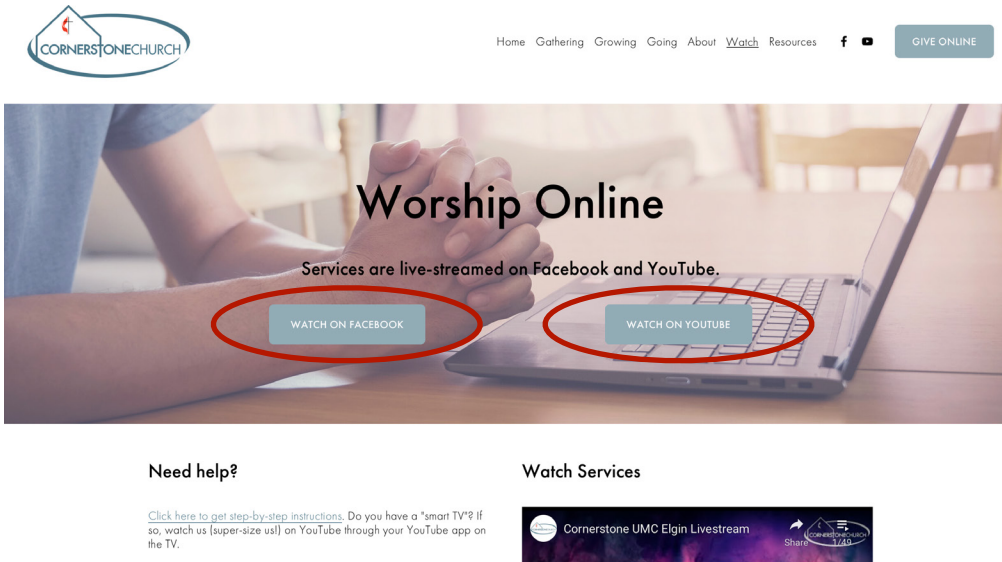 CORNERSTONECHURCH
Home Gathering Growing Going About Watch Resources
GIVE ONLINE
Worship Online
Services are live-streamed on Facebook and YouTube.
WATCH ON FACEBOOK
WATCH ON YOUTUBE
Need help?
Click here to get step-by-step instructions. Do you have a "smart TV"? If
so, watch us (super-size us!) on YouTube through your YouTube app on
the TV.
Watch Services
Cornerstone UMC Elgin Livestream
Share
1/49
CORNERSTONECHURCH